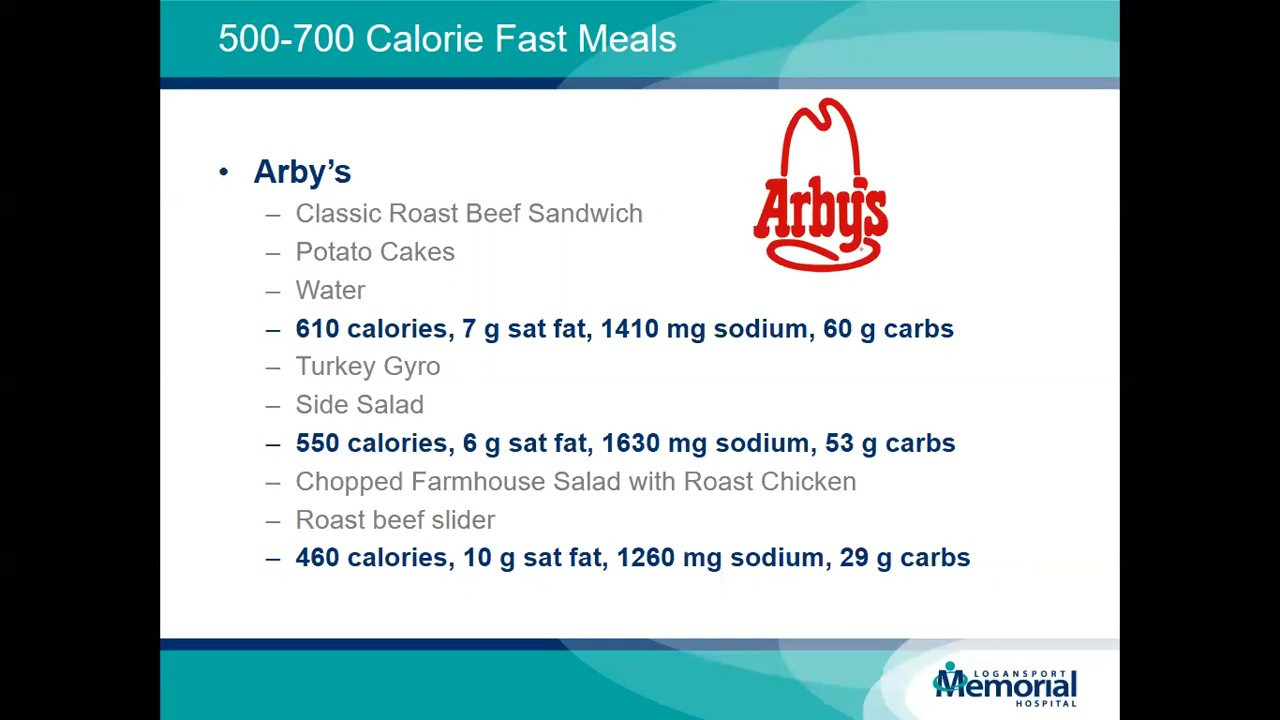 500-700 Calorie Fast Meals
• Arby’s
Arby's
– Classic Roast Beef Sandwich
– Potato Cakes
– Water
– 610 calories, 7 g sat fat, 1410 mg sodium, 60 g carbs
– Turkey Gyro
– Side Salad
– 550 calories, 6 g sat fat, 1630 mg sodium, 53 g carbs
– Chopped Farmhouse Salad with Roast Chicken
– Roast beef slider
– 460 calories, 10 g sat fat, 1260 mg sodium, 29 g carbs
LOGANSPORT
Memorial
HOSPITAL